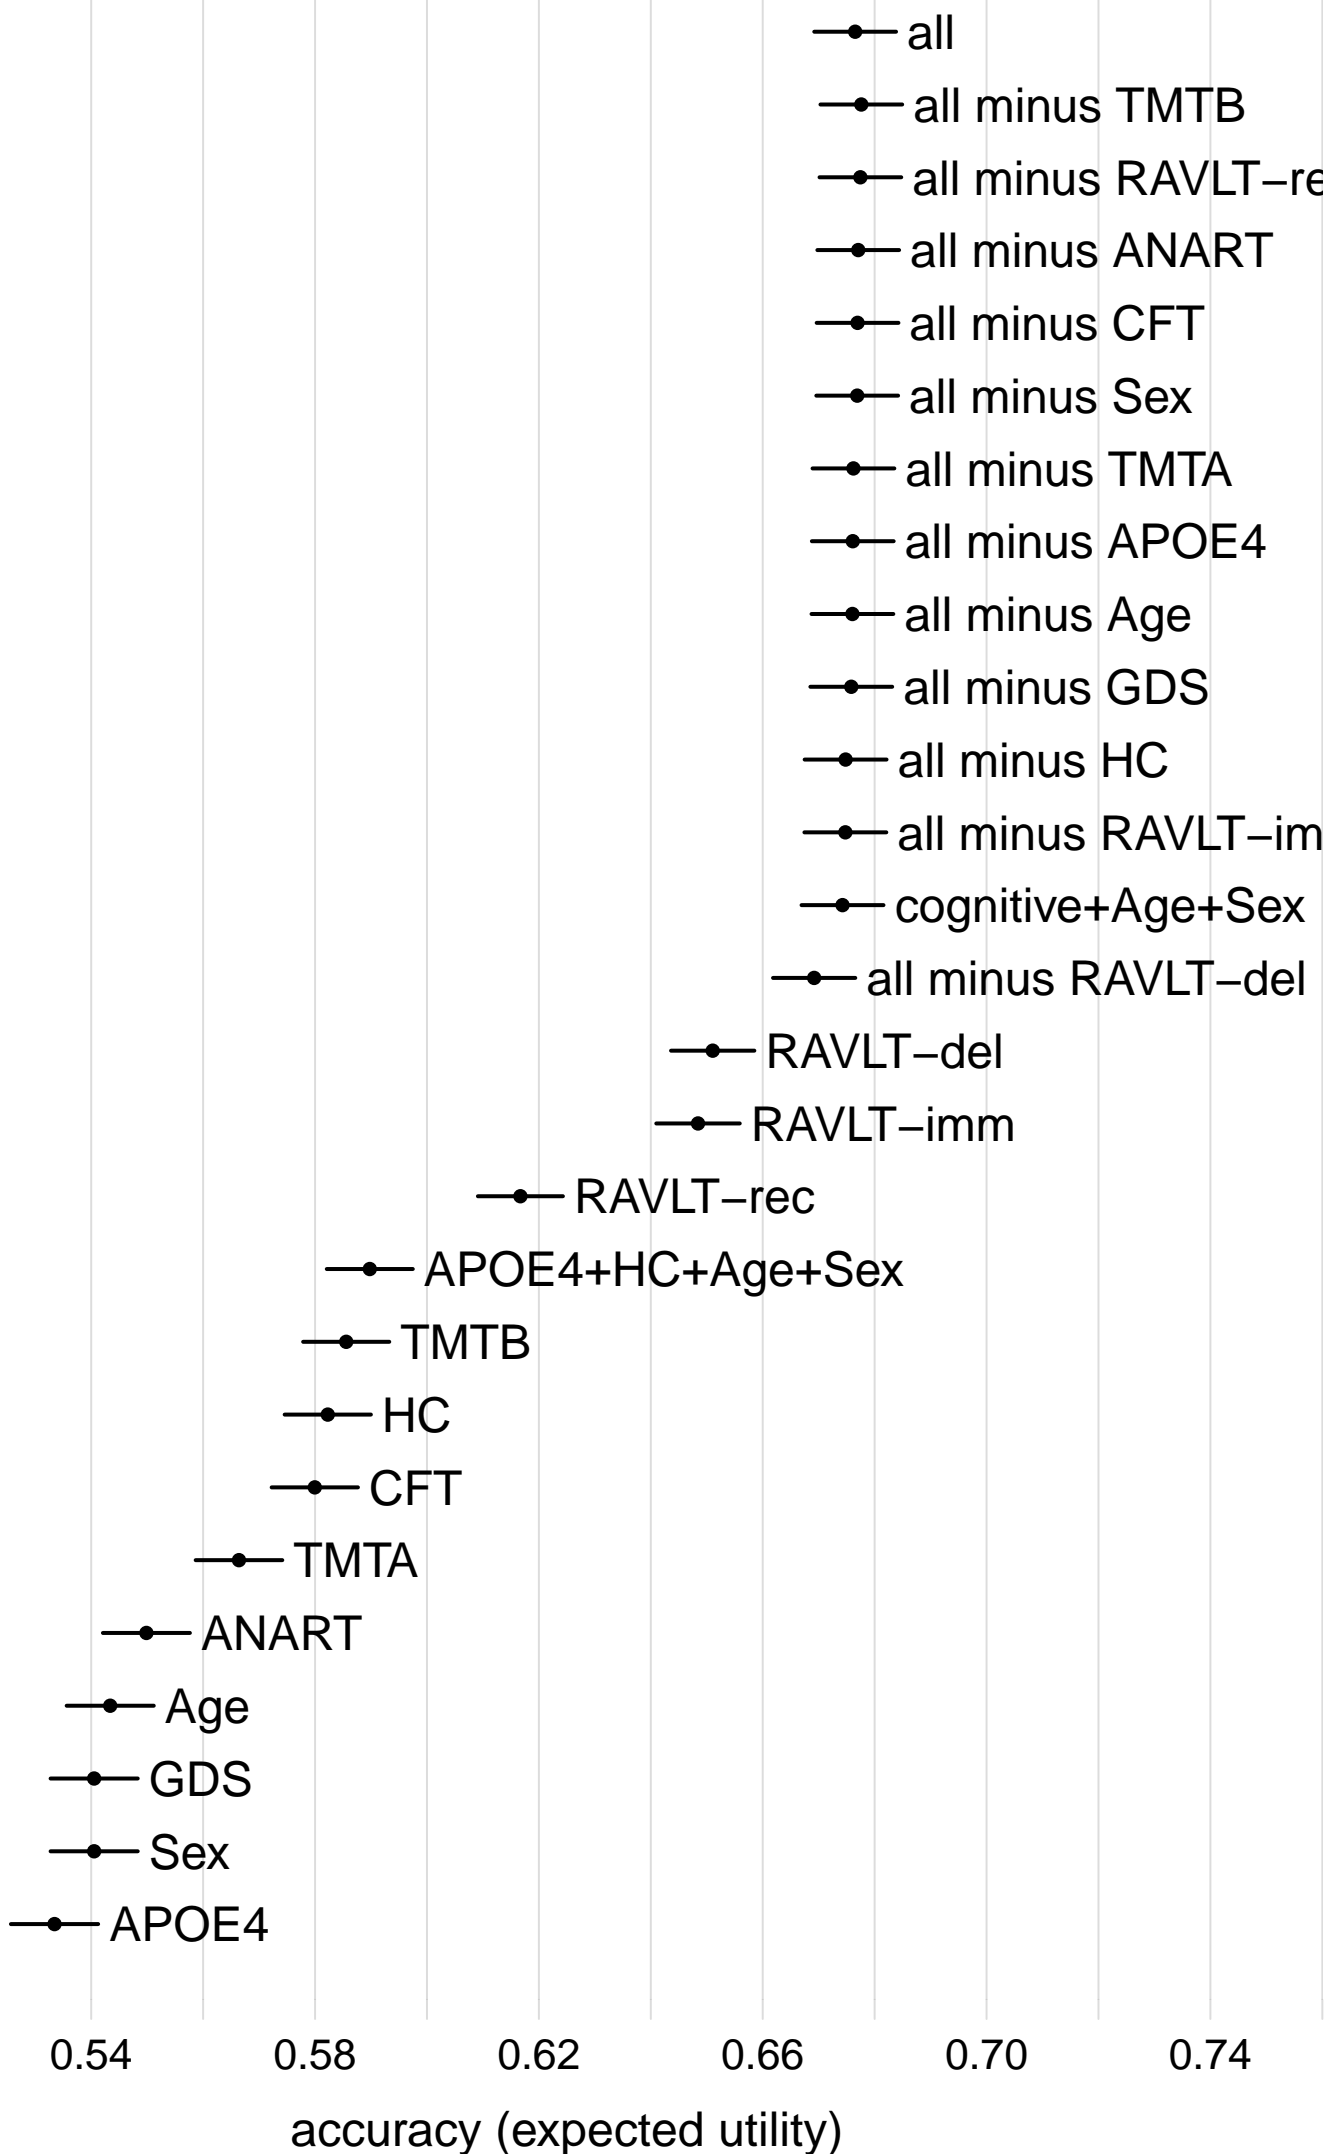 all
all minus TMTB
all minus RAVLT−re
all minus ANART
all minus CFT
all minus Sex
all minus TMTA
all minus APOE4
all minus Age
all minus GDS
all minus HC
all minus RAVLT−im
cognitive+Age+Sex
all minus RAVLT−del
RAVLT−del
RAVLT−imm
RAVLT−rec
APOE4+HC+Age+Sex
TMTB
HC
CFT
TMTA
ANART
Age
GDS
Sex
APOE4
0.54 0.58 0.62 0.66 0.70 0.74
accuracy (expected utility)